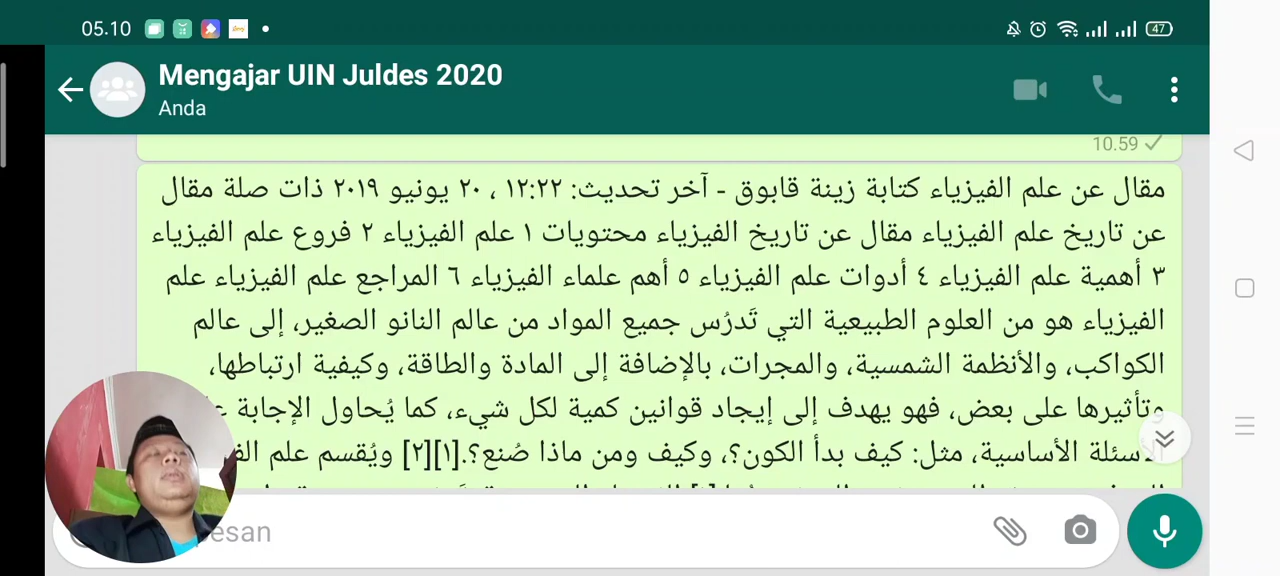 05.10
47
Mengajar UIN Juldes 2020
Anda
10.59
مقال عن علم الفيزياء كتابة زينة قابوق - آخر تحديث: ١٢:٢٢ ، ٢٠ يونيو ٢٠١٩ ذات صلة مقال
عن تاريخ علم الفيزياء مقال عن تاريخ الفيزياء محتويات ١ علم الفيزياء ٢ فروع علم الفيزياء
٣ أهمية علم الفيزياء ٤ أدوات علم الفيزياء ٥ أهم علماء الفيزياء ٦ المراجع علم الفيزياء علم
الفيزياء هو من العلوم الطبيعية التي تَدرُس جميع المواد من عالم النانو الصغير، إلى عالم
الكواكب، والأنظمة الشمسية، والمجرات، بالإضافة إلى المادة والطاقة، وكيفية ارتباطها،
وتأثيرها على بعض، فهو يهدف إلى إيجاد قوانين كمية لكل شيء، كما يُحاول الإجابة
الأسئلة الأساسية، مثل: كيف بدأ الكون؟، وكيف ومن ماذا صُنع؟.[١][٢] ويُقسم علم
esan